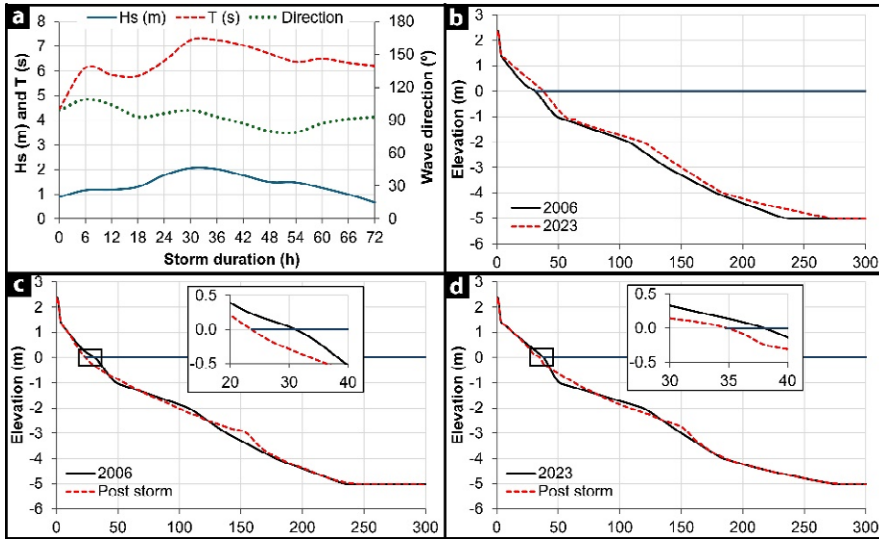 a
Hs (m) T (s) Direction
8
7
6
5
4
3
2
1
0
Hs (m) and T (s)
180
150
120
90
60
30
0
Wave direction (º)
0 6 12 18 24 30 36 42 48 54 60 66 72
Storm duration (h)
b
3
2
1
0
-1
-2
-3
-4
-5
-6
Elevation (m)
2006
2023
0 50 100 150 200 250 300
c
3
2
1
0
-1
-2
-3
-4
-5
-6
Elevation (m)
0.5
0.0
-0.5
20 30 40
2006
Post storm
0 50 100 150 200 250 300
d
3
2
1
0
-1
-2
-3
-4
-5
-6
Elevation (m)
0.5
0.0
-0.5
30 35 40
2023
Post storm
0 50 100 150 200 250 300